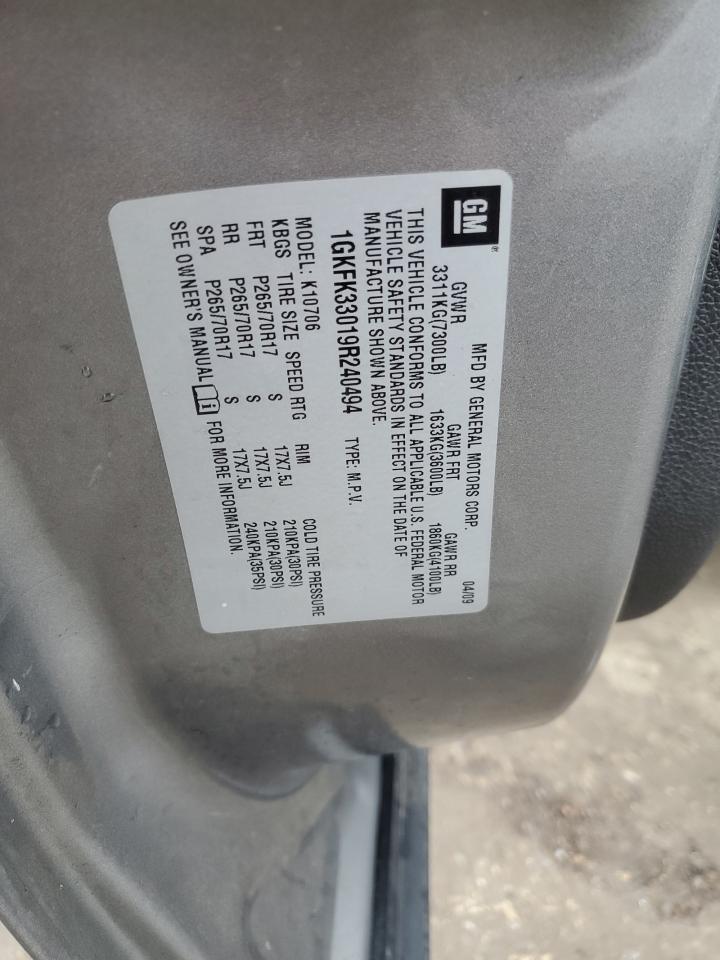 GM®
MFD BY GENERAL MOTORS CORP. 04/09
GVWR GAWR FRT GAWR RR
3311KG(7300LB) 1633KG(3600LB) 1860KG(4100LB)
THIS VEHICLE CONFORMS TO ALL APPLICABLE U.S. FEDERAL MOTOR
VEHICLE SAFETY STANDARDS IN EFFECT ON THE DATE OF
MANUFACTURE SHOWN ABOVE.
1GKFK33019R240494 TYPE: M.P.V.
MODEL: K10706
KBGS TIRE SIZE SPEED RTG RIM COLD TIRE PRESSURE
FRT P265/70R17 S 17X7.5J 210KPA(30PSI)
RR P265/70R17 S 17X7.5J 210KPA(30PSI)
SPA P265/70R17 S 17X7.5J 240KPA(35PSI)
SEE OWNER'S MANUAL FOR MORE INFORMATION.